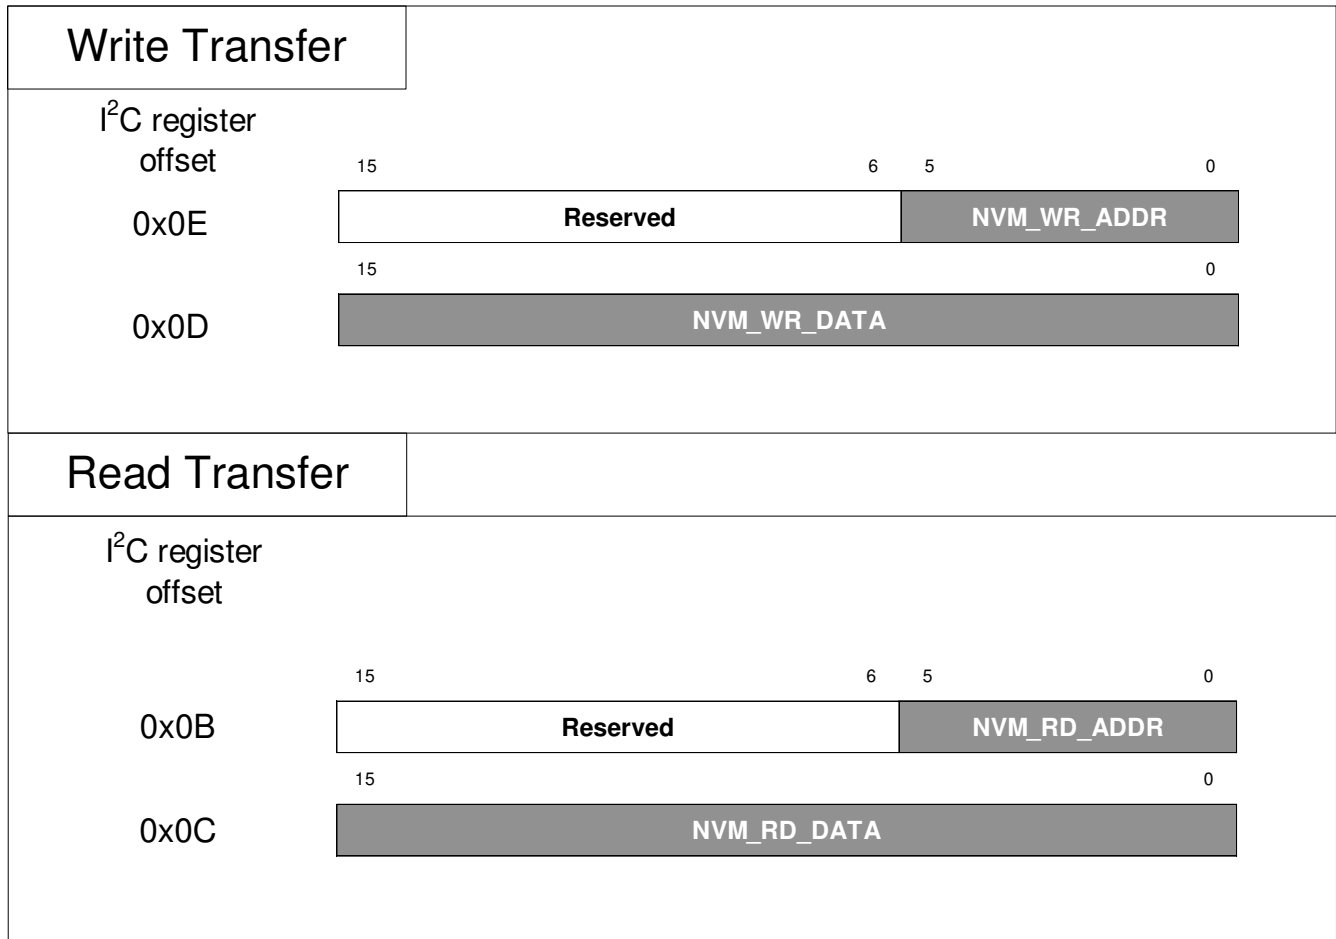 Write Transfer
I²C register
offset
15 6 5 0
0x0E Reserved NVM_WR_ADDR
15 0
0x0D NVM_WR_DATA
Read Transfer
I²C register
offset
15 6 5 0
0x0B Reserved NVM_RD_ADDR
15 0
0x0C NVM_RD_DATA